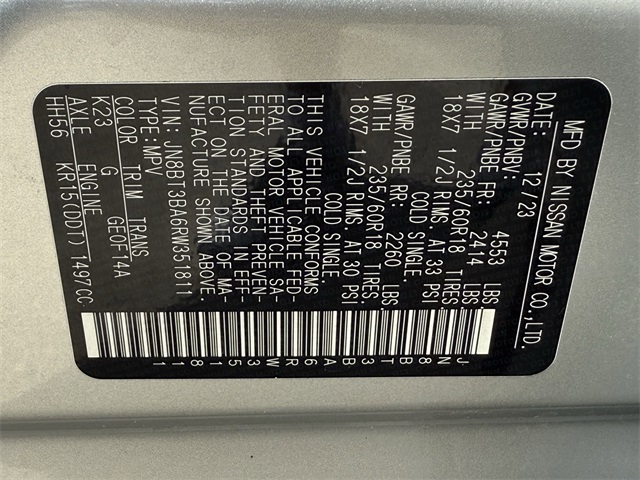 MFD BY NISSAN MOTOR CO.,LTD.
DATE: 12/23
GVWR/PNBV: 4553 LBS
GAWR/PNBE FR: 2414 LBS
WITH 235/60R18 TIRES,
18X7 1/2J RIMS, AT 33 PSI
COLD SINGLE.
GAWR/PNBE RR: 2260 LBS
WITH 235/60R18 TIRES
18X7 1/2J RIMS, AT 30 PSI
COLD SINGLE.
THIS VEHICLE CONFORMS
TO ALL APPLICABLE FED-
ERAL MOTOR VEHICLE SA-
FETY AND THEFT PREVEN-
TION STANDARDS IN EFF-
ECT ON THE DATE OF MA-
NUFACTURE SHOWN ABOVE.
VIN: JN8BT3BA6RW351811
TYPE: MPV
COLOR TRIM TRANS
K23 G GE0F14A
AXLE ENGINE
HH56 KR15(DDT) 1497CC
JN8BT3BA6RW351811